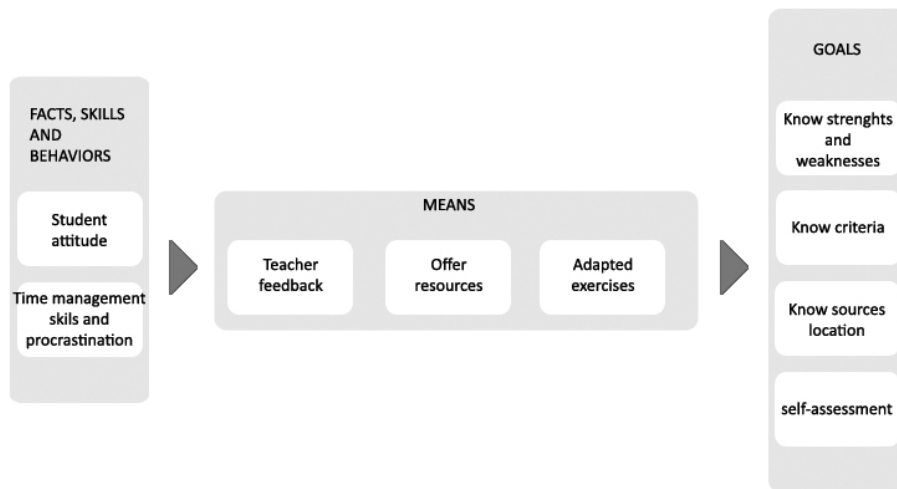 FACTS, SKILLS
AND
BEHAVIORS
Student
attitude
Time management
skils and
procrastination
MEANS
Teacher
feedback
Offer
resources
Adapted
exercises
GOALS
Know strenghts
and
weaknesses
Know criteria
Know sources
location
self-assessment